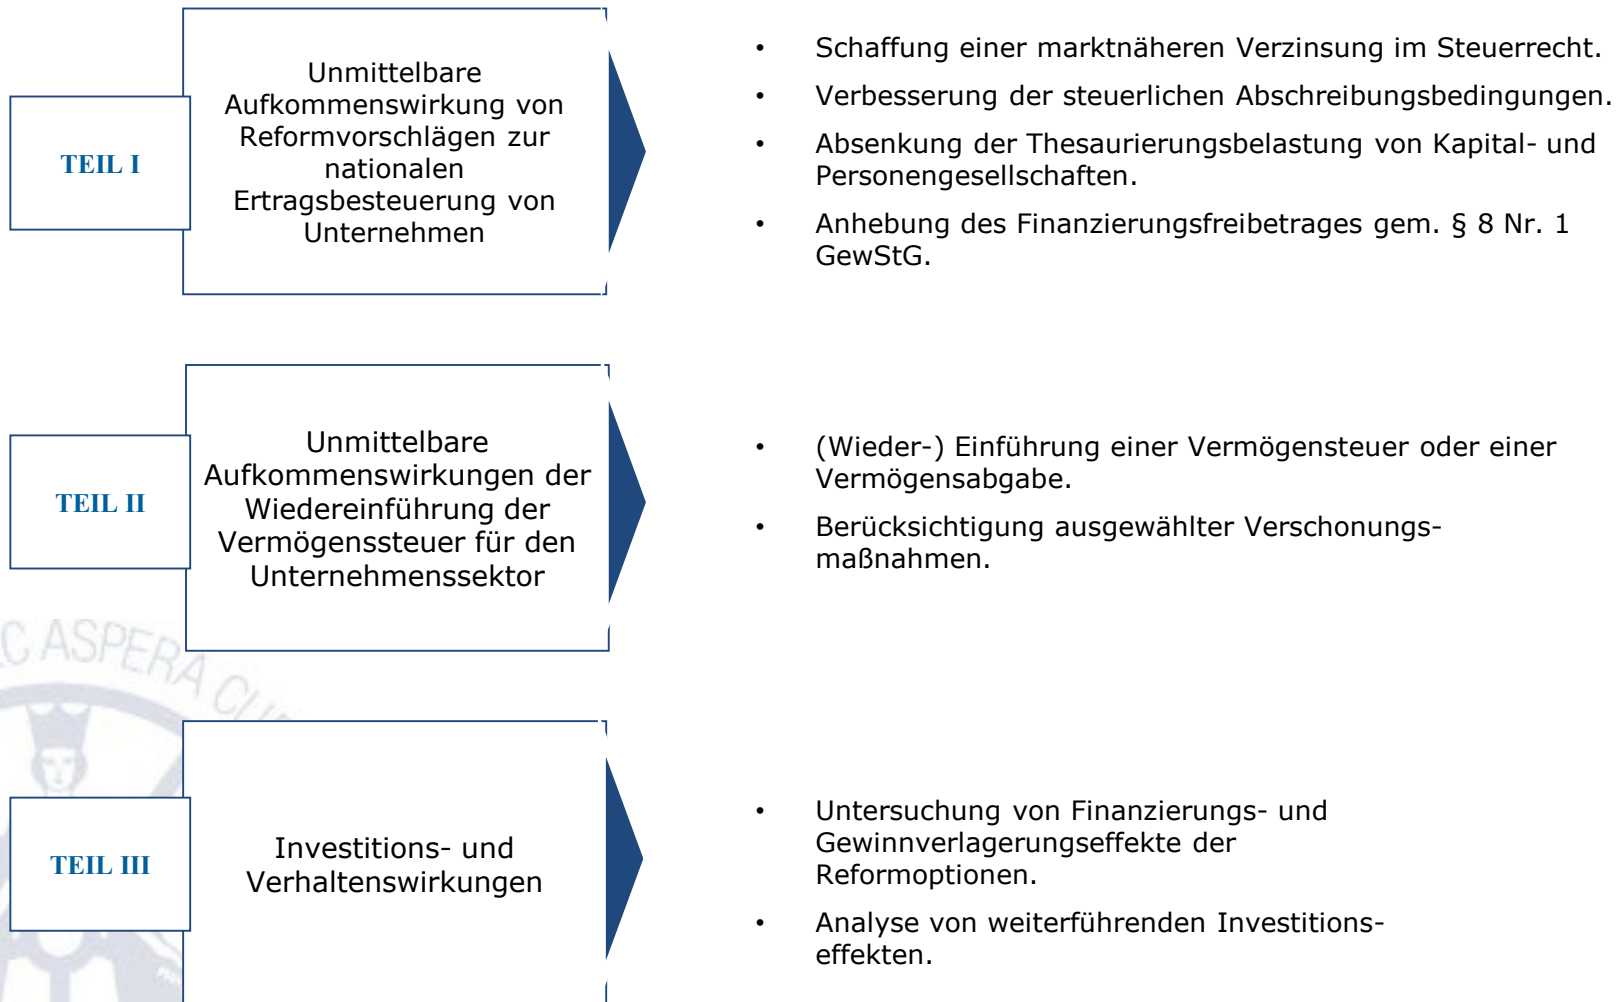 TEIL I
Unmittelbare
Aufkommenswirkung von
Reformvorschlägen zur
nationalen
Ertragsbesteuerung von
Unternehmen
• Schaffung einer marktnäheren Verzinsung im Steuerrecht.
• Verbesserung der steuerlichen Abschreibungsbedingungen.
• Absenkung der Thesaurierungsbelastung von Kapital- und
Personengesellschaften.
• Anhebung des Finanzierungsfreibetrages gem. § 8 Nr. 1
GewStG.
TEIL II
Unmittelbare
Aufkommenswirkungen der
Wiedereinführung der
Vermögenssteuer für den
Unternehmenssektor
• (Wieder-) Einführung einer Vermögensteuer oder einer
Vermögensabgabe.
• Berücksichtigung ausgewählter Verschonungs-
maßnahmen.
ASPERA
TEIL III
Investitions- und
Verhaltenswirkungen
• Untersuchung von Finanzierungs- und
Gewinnverlagerungseffekte der
Reformoptionen.
• Analyse von weiterführenden Investitions-
effekten.